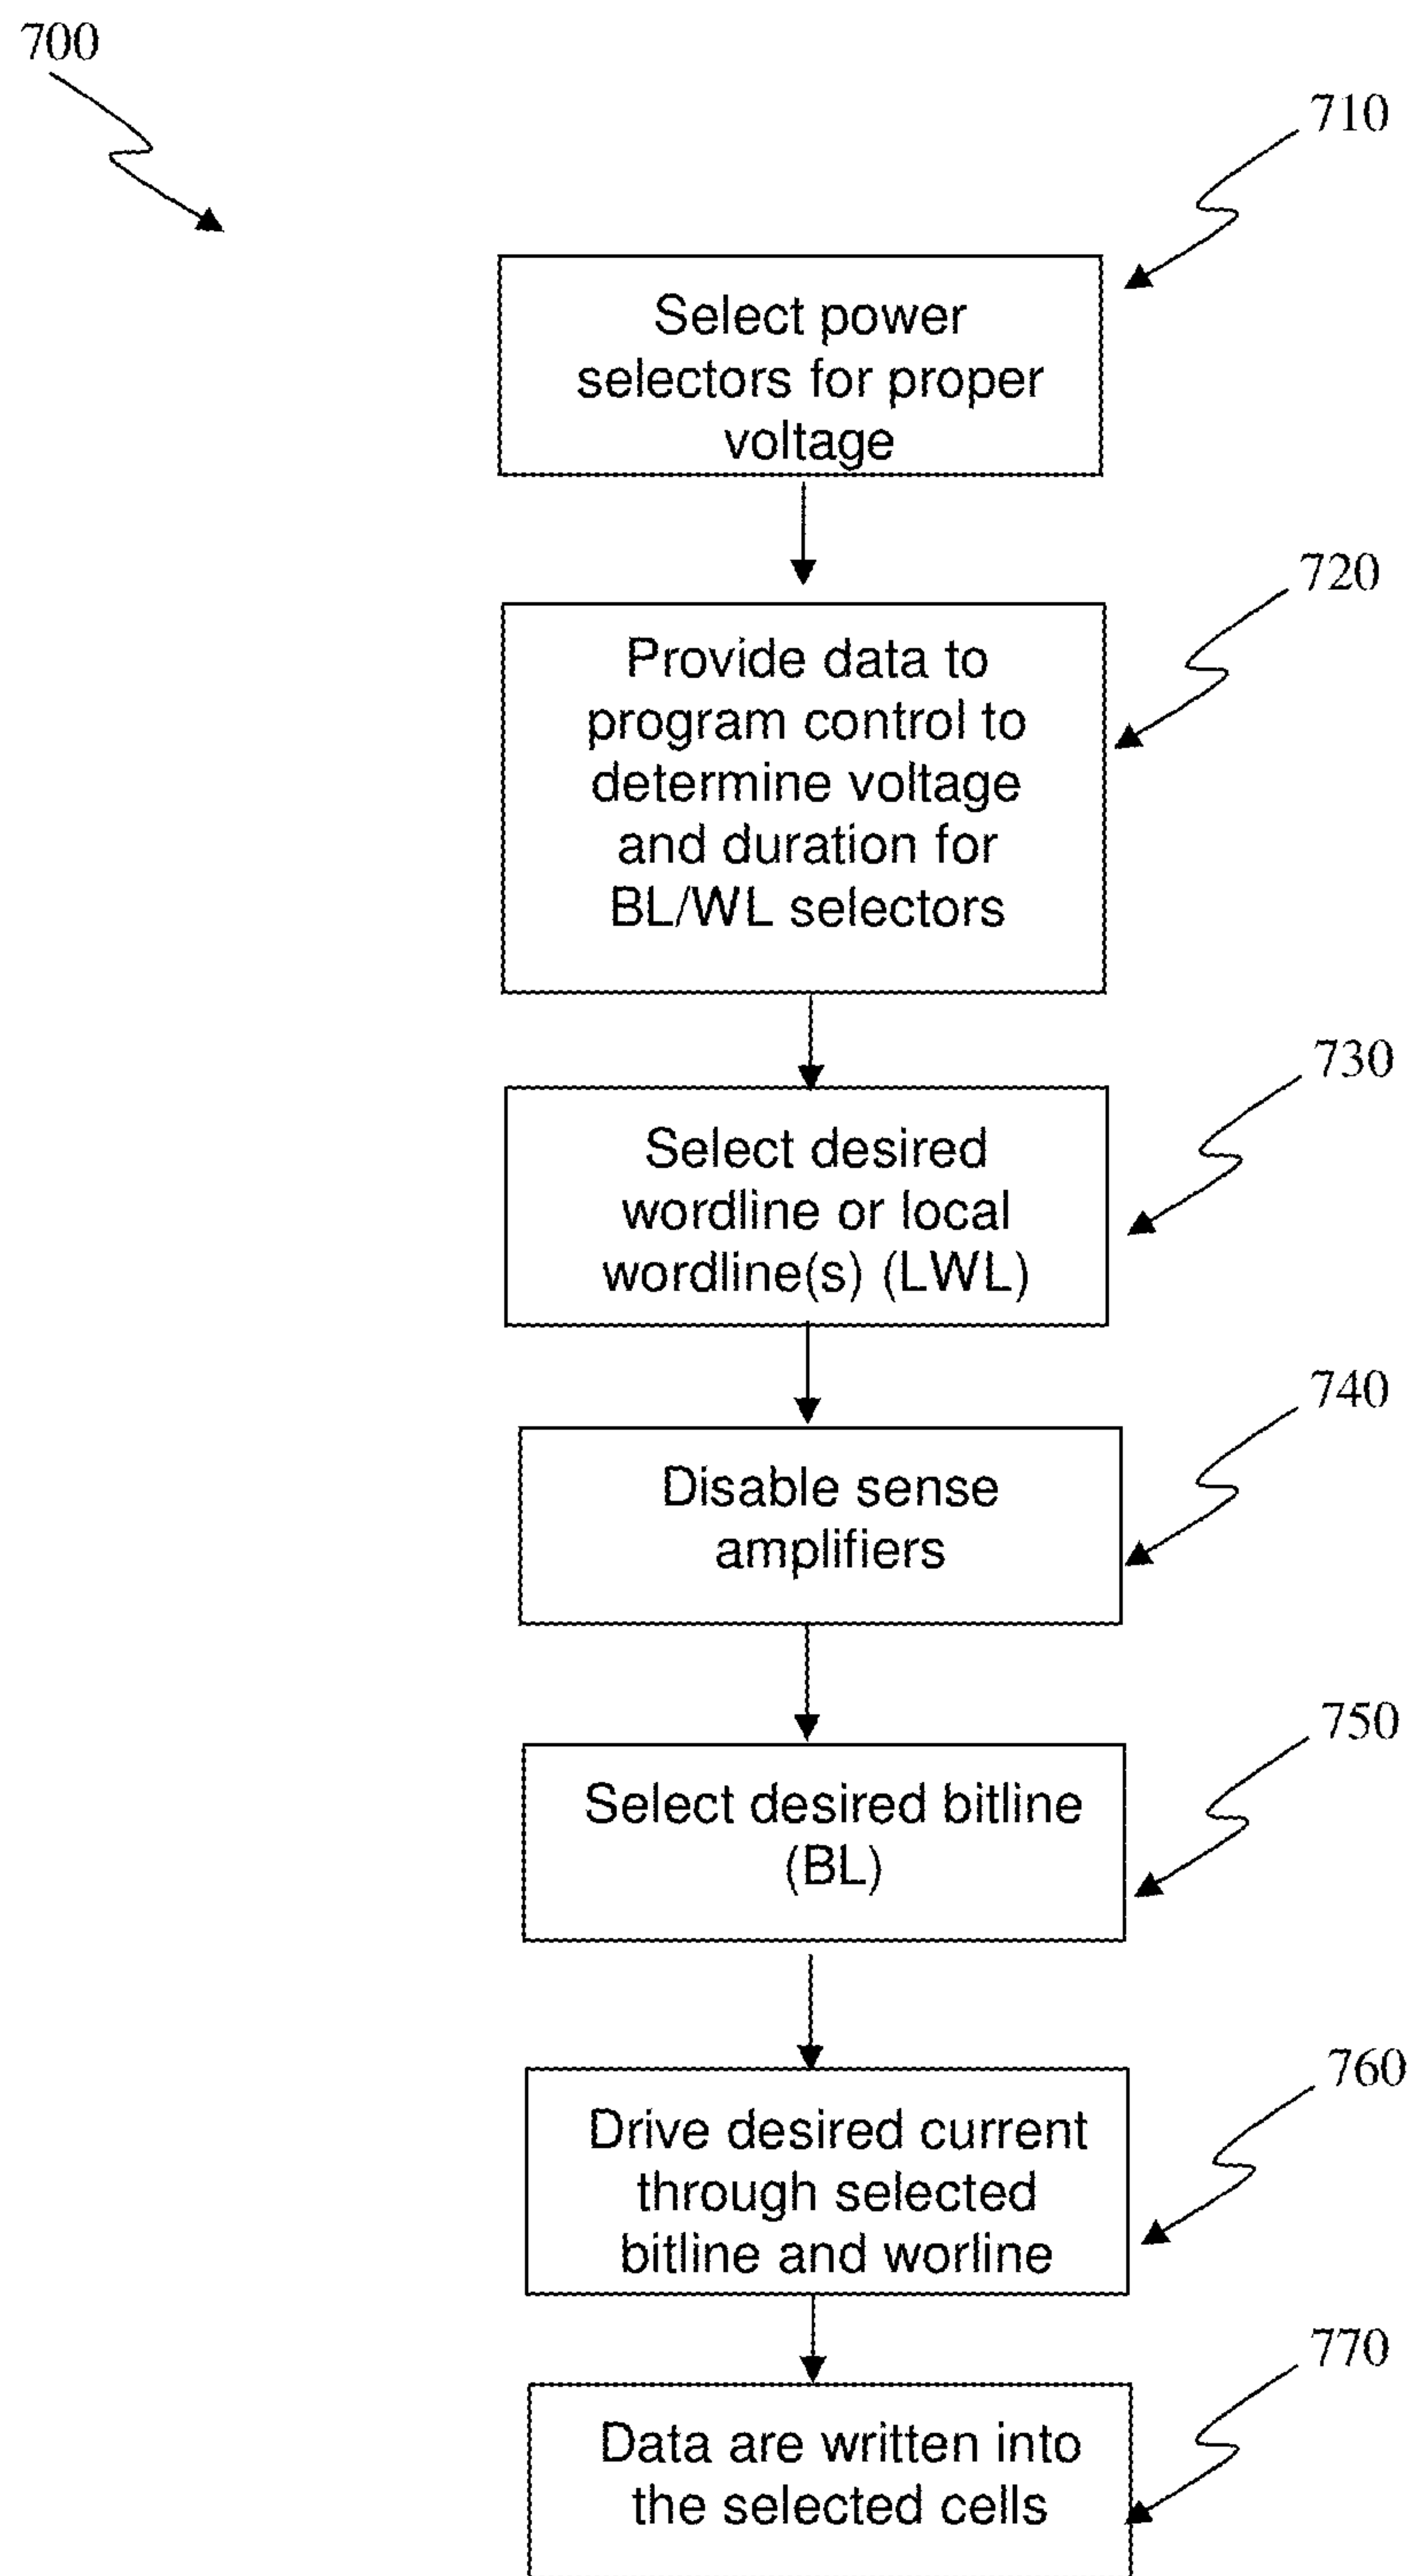 700
710
Select power
selectors for proper
voltage
720
Provide data to
program control to
determine voltage
and duration for
BL/WL selectors
730
Select desired
wordline or local
wordline(s) (LWL)
740
Disable sense
amplifiers
750
Select desired bitline
(BL)
760
Drive desired current
through selected
bitline and worline
770
Data are written into
the selected cells